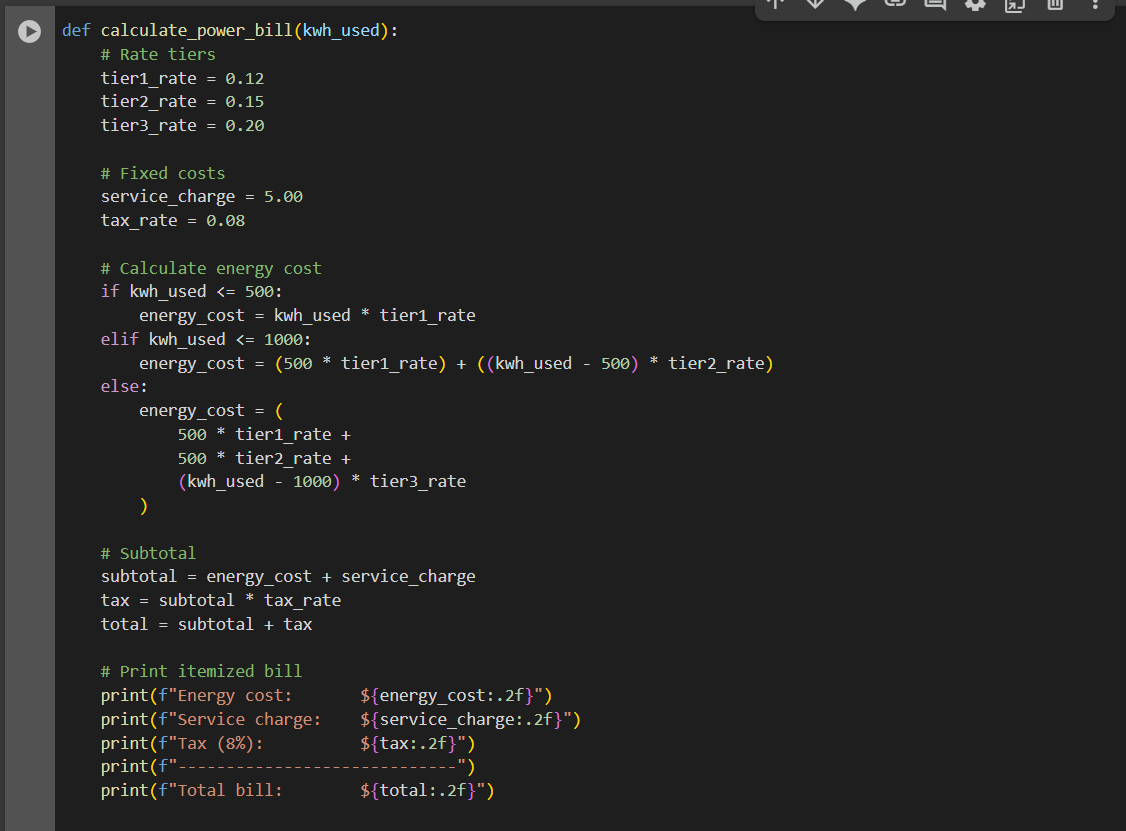 def calculate_power_bill(kwh_used):
    # Rate tiers
    tier1_rate = 0.12
    tier2_rate = 0.15
    tier3_rate = 0.20

    # Fixed costs
    service_charge = 5.00
    tax_rate = 0.08

    # Calculate energy cost
    if kwh_used <= 500:
        energy_cost = kwh_used * tier1_rate
    elif kwh_used <= 1000:
        energy_cost = (500 * tier1_rate) + ((kwh_used - 500) * tier2_rate)
    else:
        energy_cost = (
            500 * tier1_rate +
            500 * tier2_rate +
            (kwh_used - 1000) * tier3_rate
        )

    # Subtotal
    subtotal = energy_cost + service_charge
    tax = subtotal * tax_rate
    total = subtotal + tax

    # Print itemized bill
    print(f"Energy cost:       ${energy_cost:.2f}")
    print(f"Service charge:    ${service_charge:.2f}")
    print(f"Tax (8%):          ${tax:.2f}")
    print(f"-----------------------------")
    print(f"Total bill:        ${total:.2f}")